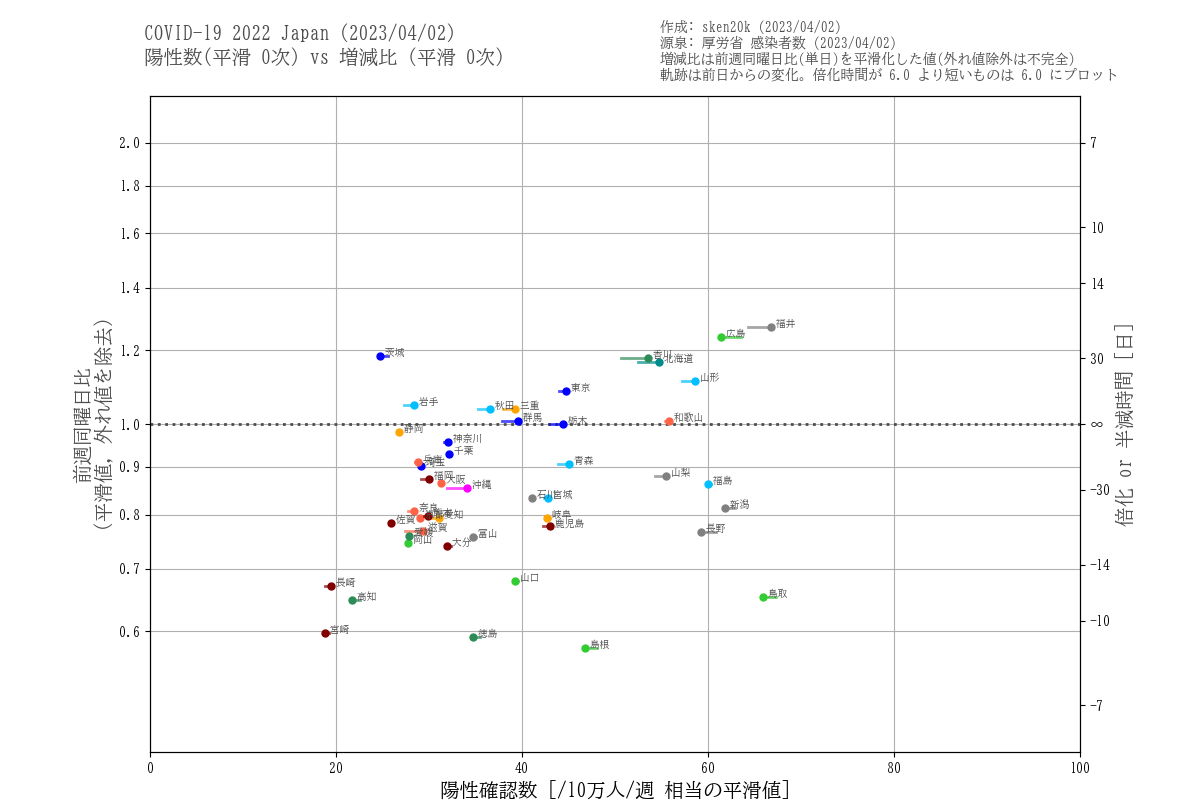 COVID-19 2022 Japan (2023/04/02)
陽性数(平滑 0次) vs 増減比 (平滑 0次)
作成: sken20k (2023/04/02)
源泉: 厚労省 感染者数 (2023/04/02)
増減比は前週同曜日比(単日)を平滑化した値(外れ値除外は不完全)
軌跡は前日からの変化。倍化時間が 6.0 より短いものは 6.0 にプロット
2.0
1.8
1.6
1.4
1.2
1.0
0.9
0.8
0.7
0.6
前週同曜日比
(平滑値, 外れ値を除去)
7
10
14
30
∞
-30
-14
-10
-7
倍化 or 半減時間 [日]
福井
広島
茨城
香川
北海道
山形
東京
岩手
秋田
三重
群馬
栃木
和歌山
静岡
神奈川
千葉
兵庫
埼玉
青森
福岡
大阪
沖縄
山梨
福島
石川
宮城
新潟
奈良
愛知
佐賀
岐阜
鹿児島
滋賀
愛媛
岡山
富山
長野
大分
山口
長崎
高知
島取
宮崎
徳島
島根
0
20
40
60
80
100
陽性確認数 [/10万人/週 相当の平滑値]